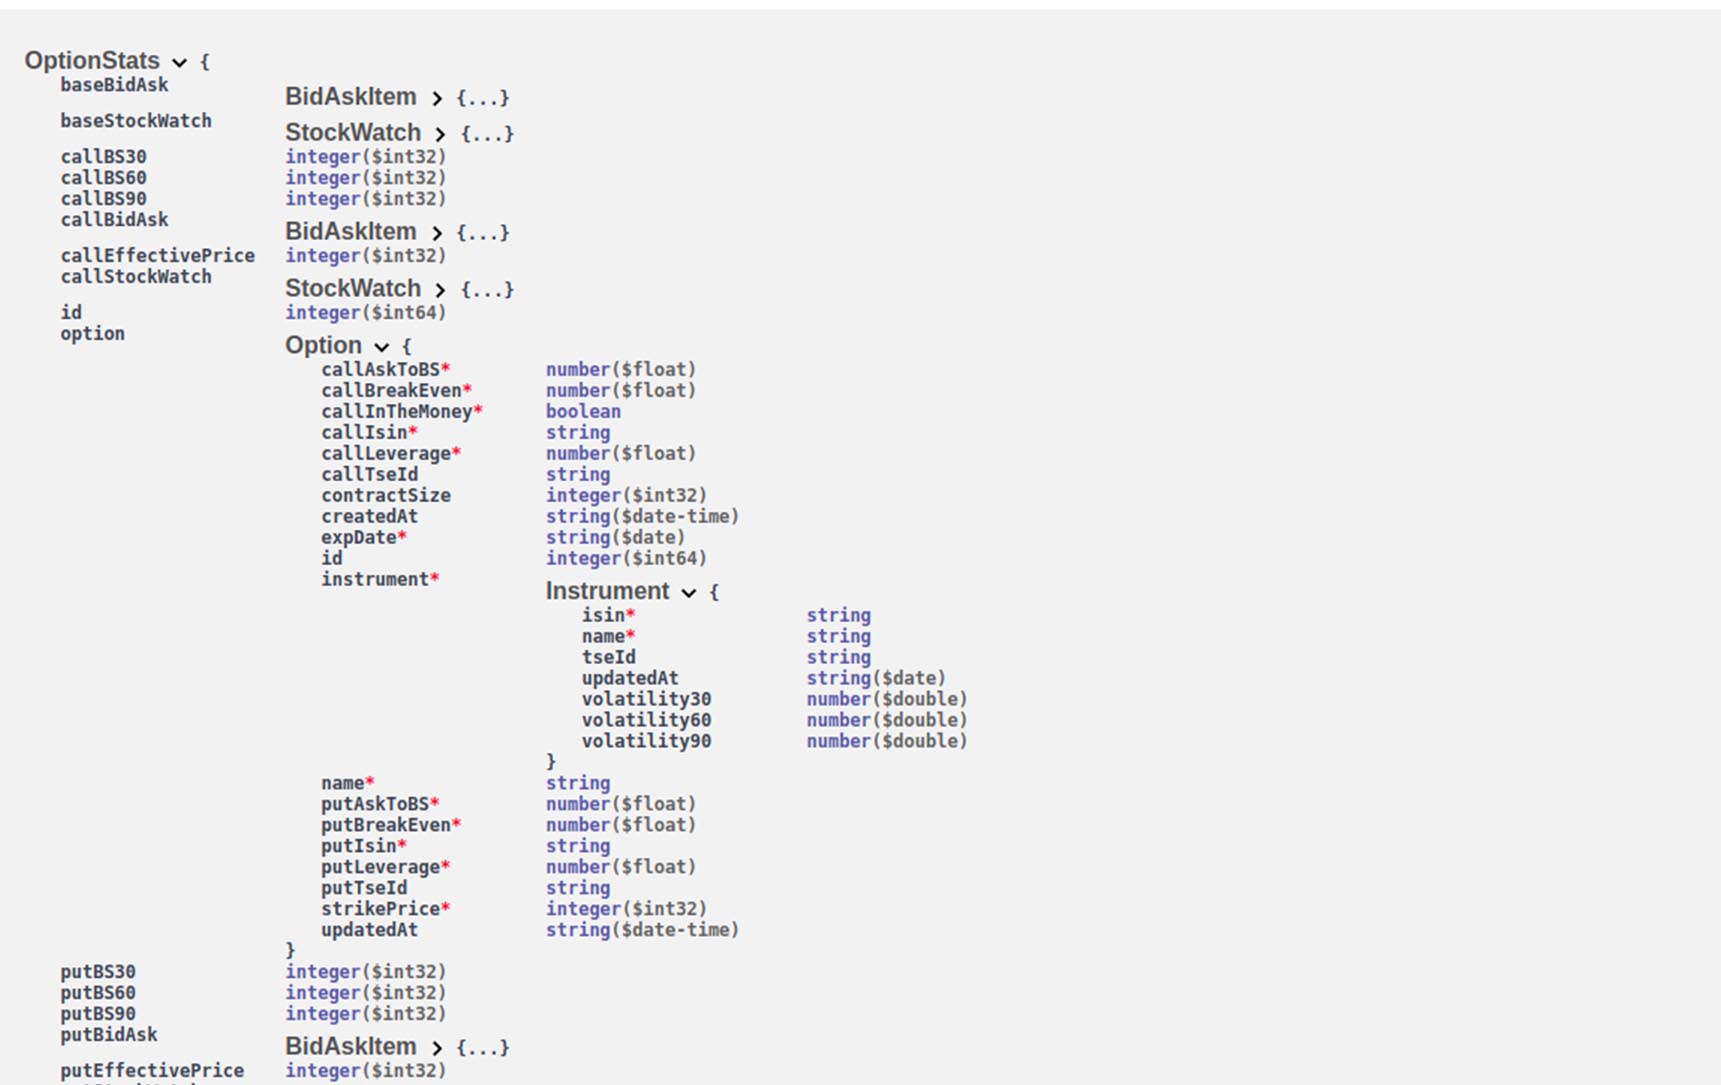 OptionStats {
baseBidAsk BidAskItem > {...}
baseStockWatch StockWatch > {...}
callBS30 integer($int32)
callBS60 integer($int32)
callBS90 integer($int32)
callBidAsk BidAskItem > {...}
callEffectivePrice integer($int32)
callStockWatch StockWatch > {...}
id integer($int64)
option Option {
callAskToBS* number($float)
callBreakEven* number($float)
callInTheMoney* boolean
callIsin* string
callLeverage* number($float)
callTseId string
contractSize integer($int32)
createdAt string($date-time)
expDate* string($date)
id integer($int64)
instrument* Instrument {
isin* string
name* string
tseId string
updatedAt string($date)
volatility30 number($double)
volatility60 number($double)
volatility90 number($double)
}
name* string
putAskToBS* number($float)
putBreakEven* number($float)
putIsin* string
putLeverage* number($float)
putTseId string
strikePrice* integer($int32)
updatedAt string($date-time)
}
putBS30 integer($int32)
putBS60 integer($int32)
putBS90 integer($int32)
putBidAsk BidAskItem > {...}
putEffectivePrice integer($int32)